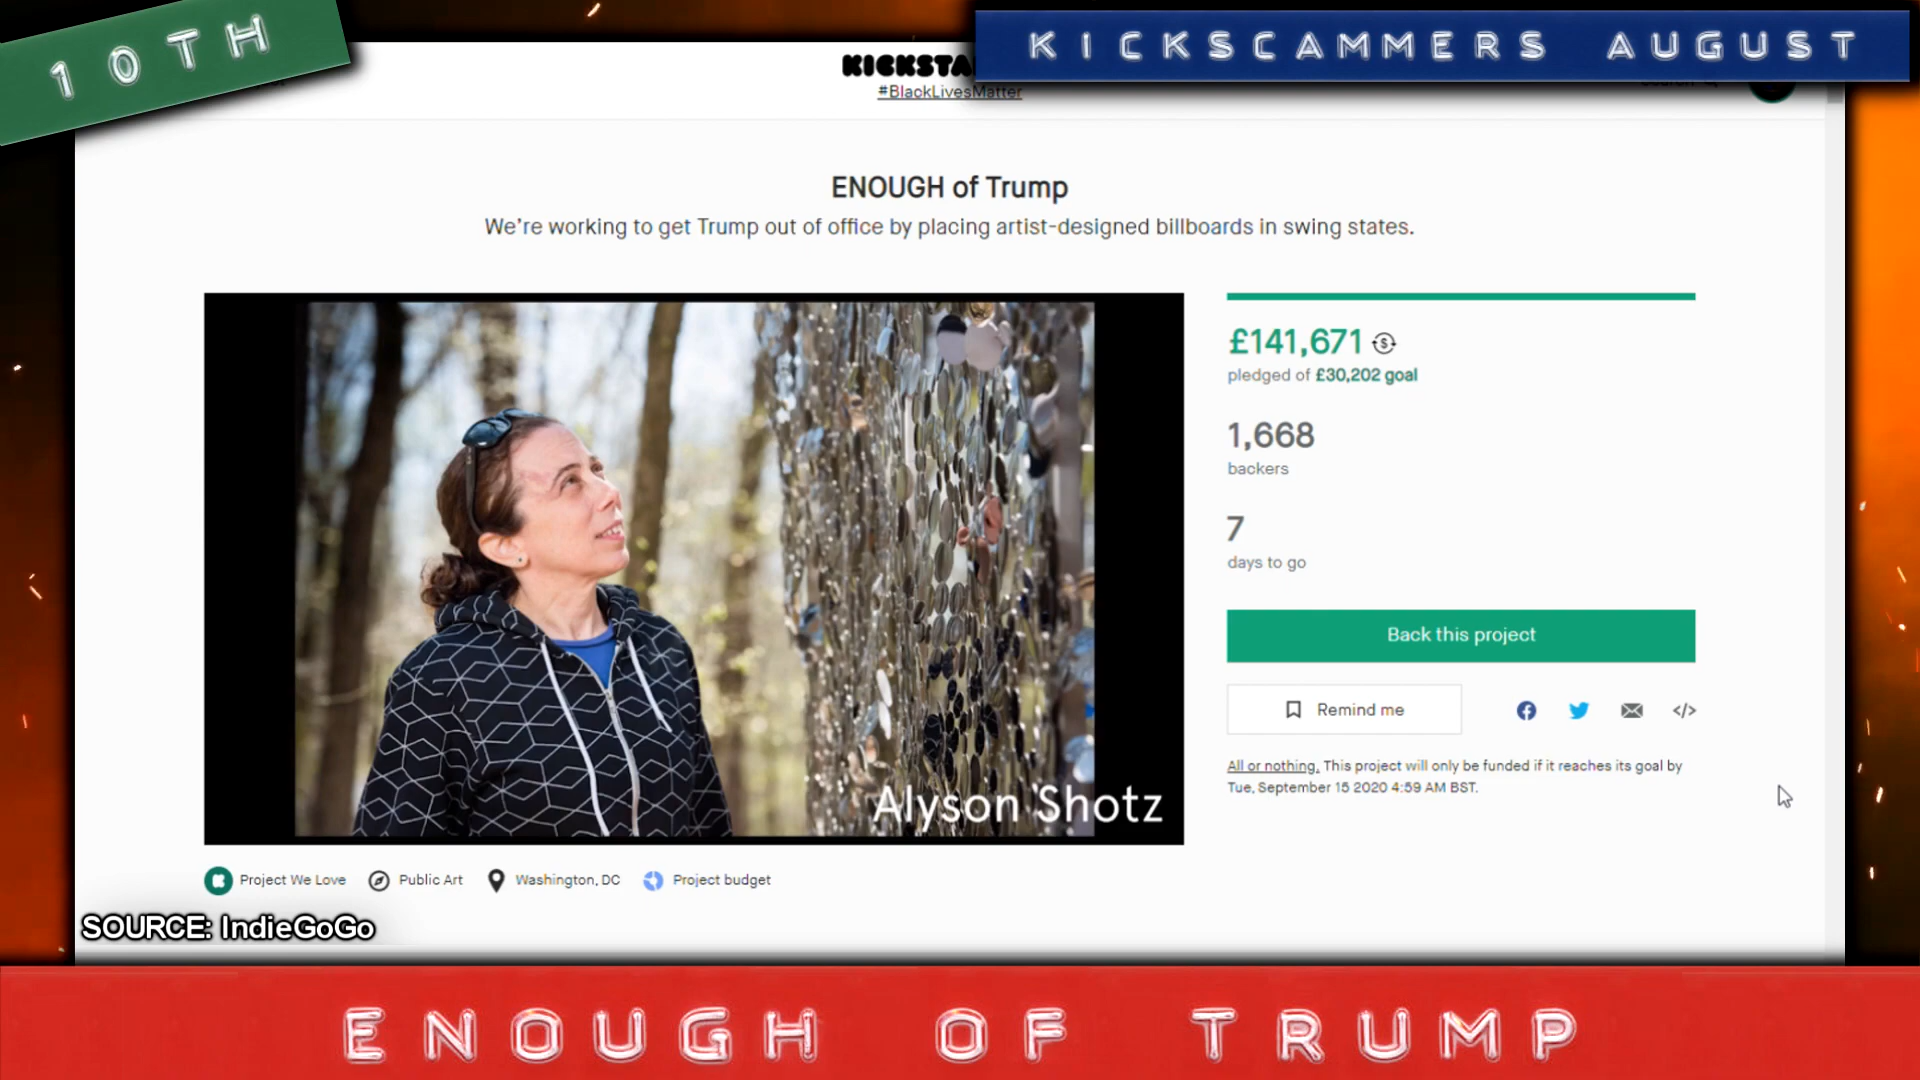 10TH
KICKSCAMMERS AUGUST
#BlackLivesMatter
ENOUGH of Trump
We're working to get Trump out of office by placing artist-designed billboards in swing states.
£141,671
pledged of £30,202 goal
1,668
backers
7
days to go
Back this project
Remind me
</>
All or nothing. This project will only be funded if it reaches its goal by
Tue, September 15 2020 4:59 AM BST.
Alyson Shotz
Project We Love
Public Art
Washington, DC
Project budget
SOURCE: IndieGoGo
ENOUGH OF TRUMP